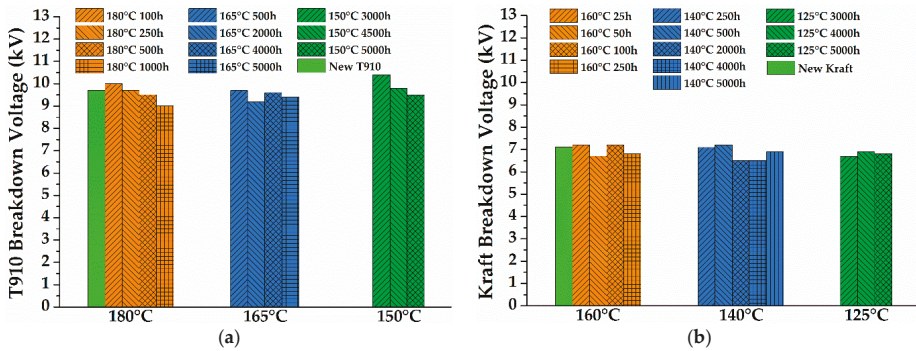 T910 Breakdown Voltage (kV)
13
12
11
10
9
8
7
6
5
4
3
2
1
0
180°C 100h
180°C 250h
180°C 500h
180°C 1000h
165°C 500h
165°C 2000h
165°C 4000h
165°C 5000h
150°C 3000h
150°C 4500h
150°C 5000h
New T910
180°C
165°C
150°C
(a)
Kraft Breakdown Voltage (kV)
13
12
11
10
9
8
7
6
5
4
3
2
1
0
160°C 25h
160°C 50h
160°C 100h
160°C 250h
140°C 250h
140°C 500h
140°C 2000h
140°C 4000h
140°C 5000h
125°C 3000h
125°C 4000h
125°C 5000h
New Kraft
160°C
140°C
125°C
(b)